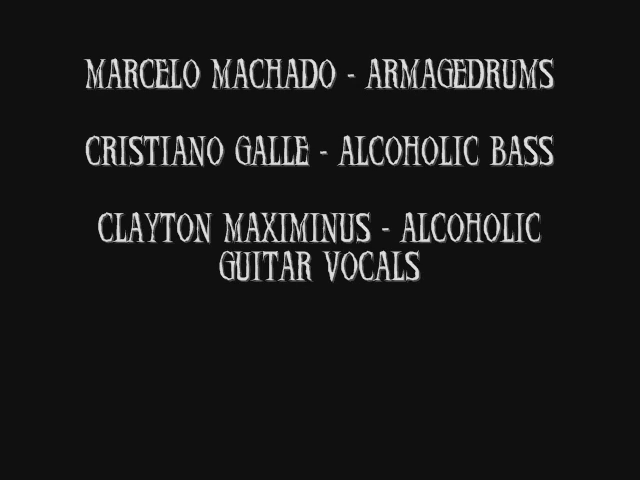 MARCELO MACHADO - ARMAGEDRUMS
CRISTIANO GALLE - ALCOHOLIC BASS
CLAYTON MAXIMINUS - ALCOHOLIC
GUITAR VOCALS